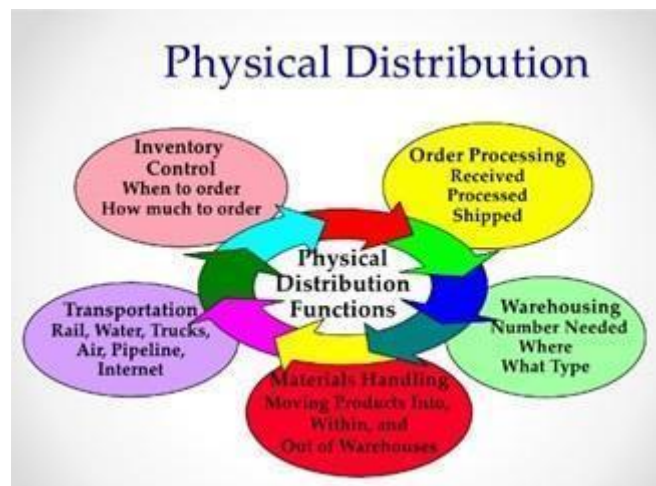 Physical Distribution
Inventory
Control
When to order
How much to order
Order Processing
Received
Processed
Shipped
Physical
Distribution
Functions
Transportation
Rail, Water, Trucks,
Air, Pipeline,
Internet
Warehousing
Number Needed
Where
What Type
Materials Handling
Moving Products Into,
Within, and
Out of Warehouses